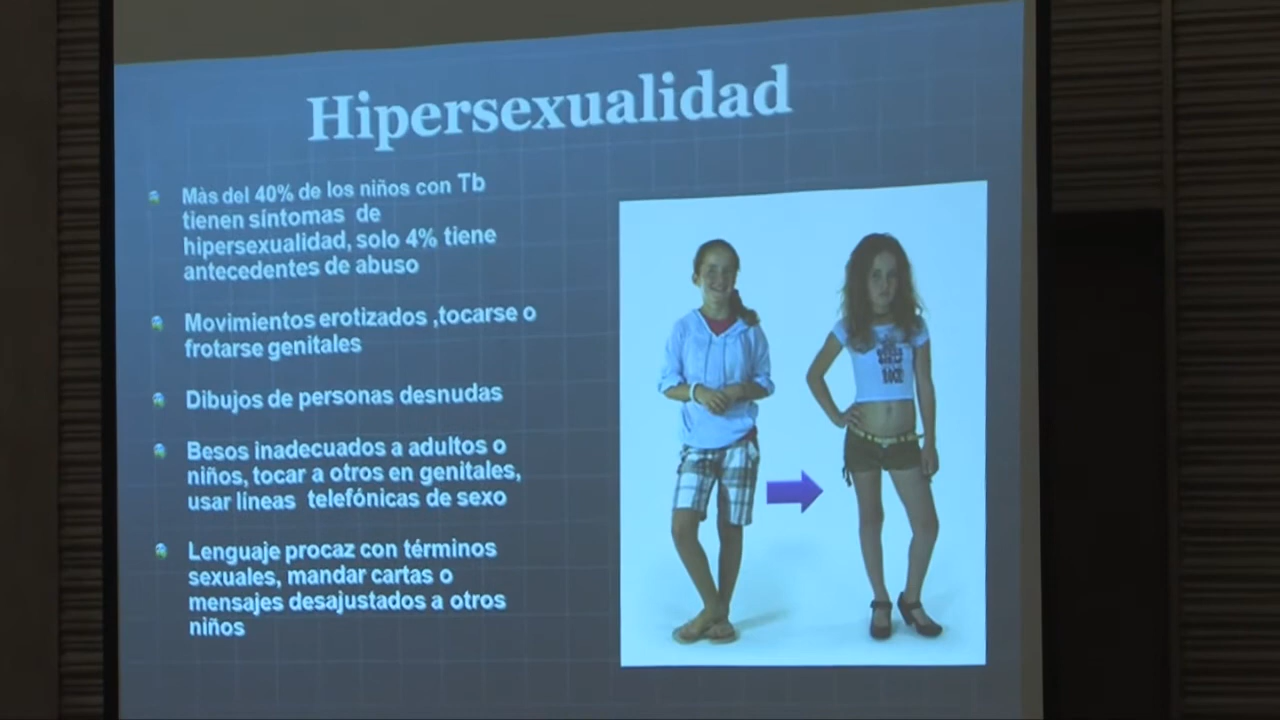 Hipersexualidad
Màs del 40% de los niños con Tb
tienen síntomas de
hipersexualidad, solo 4% tiene
antecedentes de abuso
Movimientos erotizados ,tocarse o
frotarse genitales
Dibujos de personas desnudas
Besos inadecuados a adultos o
niños, tocar a otros en genitales,
usar líneas telefónicas de sexo
Lenguaje procaz con términos
sexuales, mandar cartas o
mensajes desajustados a otros
niños